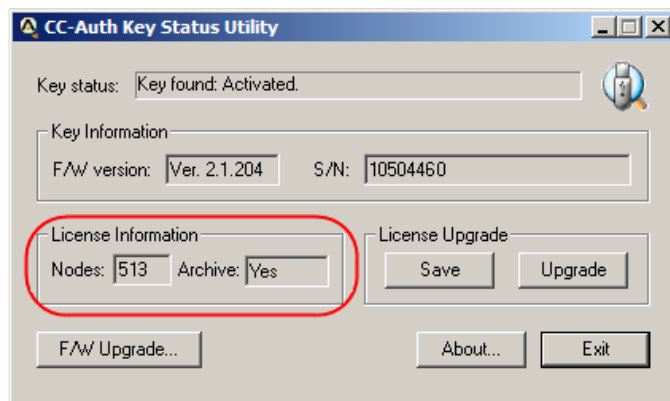 CC-Auth Key Status Utility
Key status: Key found: Activated.
Key Information
F/W version: Ver. 2.1.204 S/N: 10504460
License Information
Nodes: 513 Archive: Yes
License Upgrade
Save Upgrade
F/W Upgrade... About... Exit